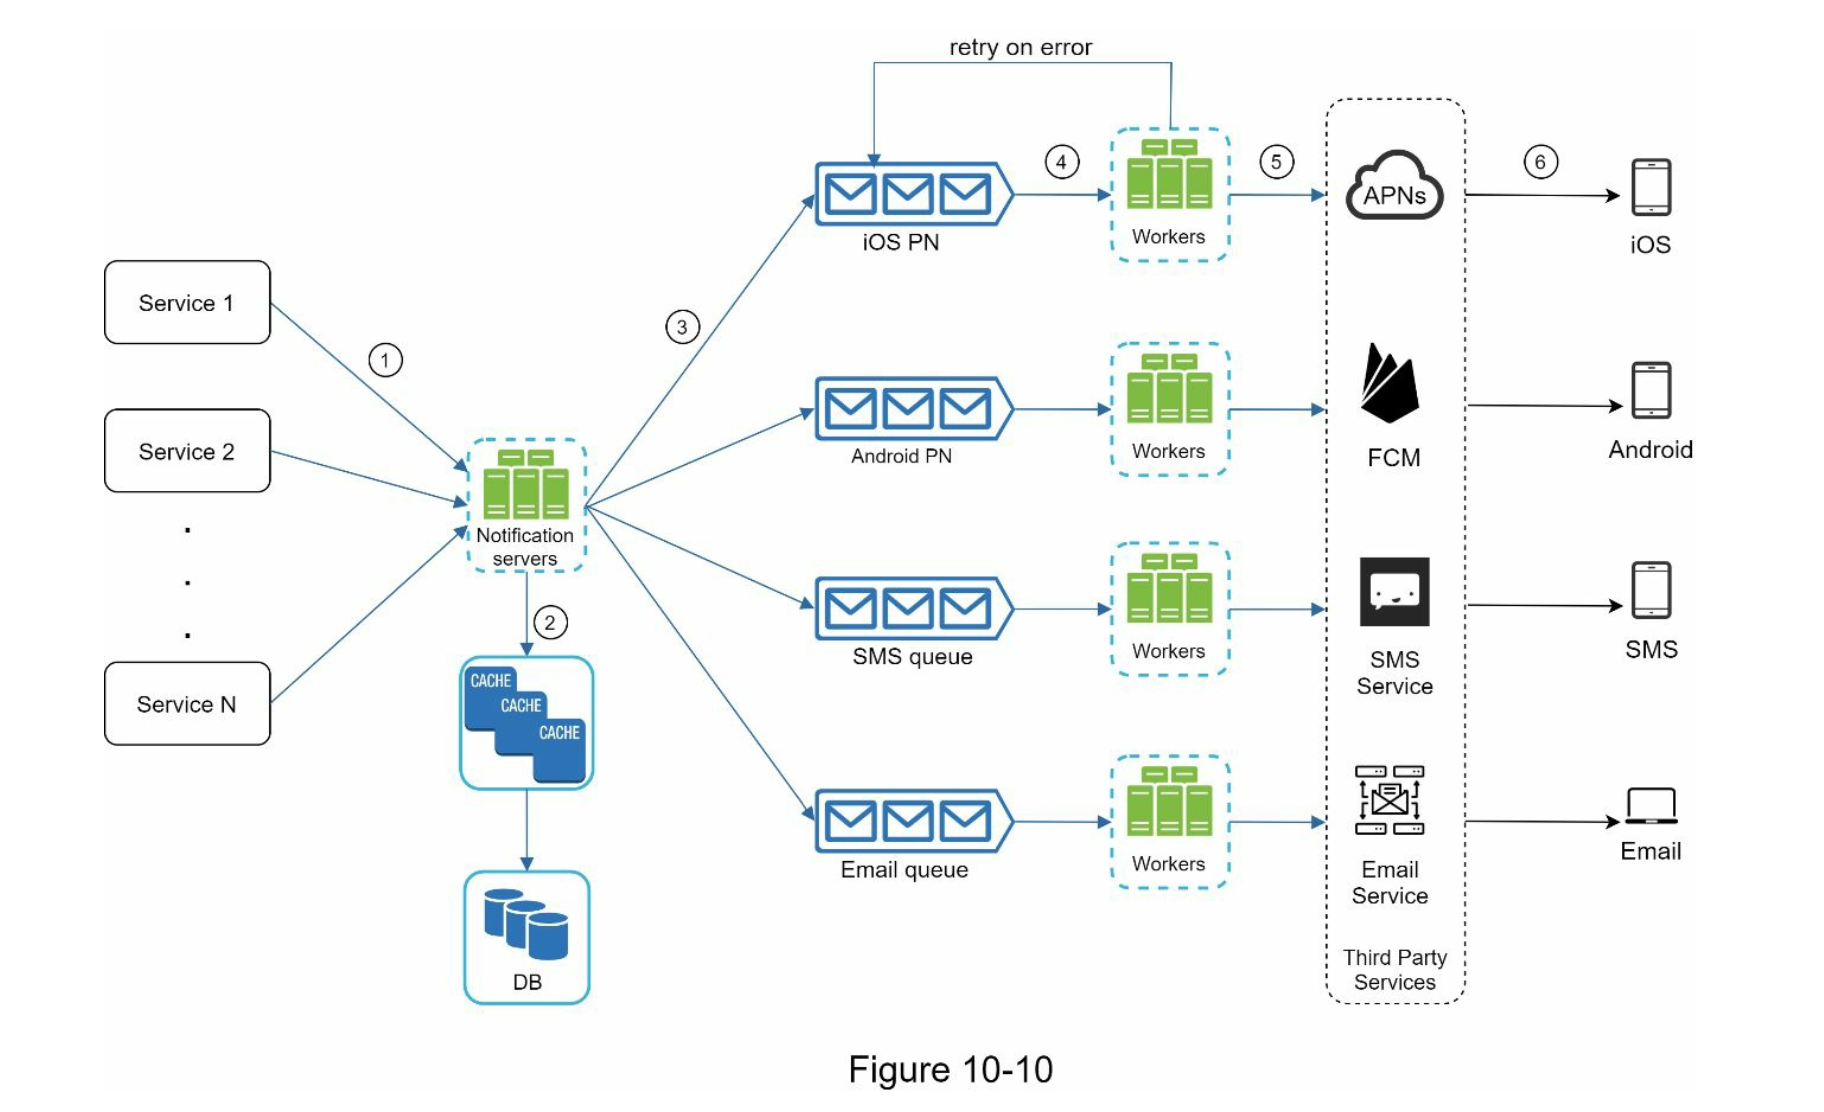 retry on error
4
5
6
Workers
APNs
iOS PN
iOS
Service 1
3
1
Service 2
Workers
Android PN
FCM
Android
Notification
servers
2
SMS queue
Workers
SMS
Service
SMS
Service N
CACHE
CACHE
CACHE
Email queue
Workers
Email
Service
Email
DB
Third Party
Services
Figure 10-10